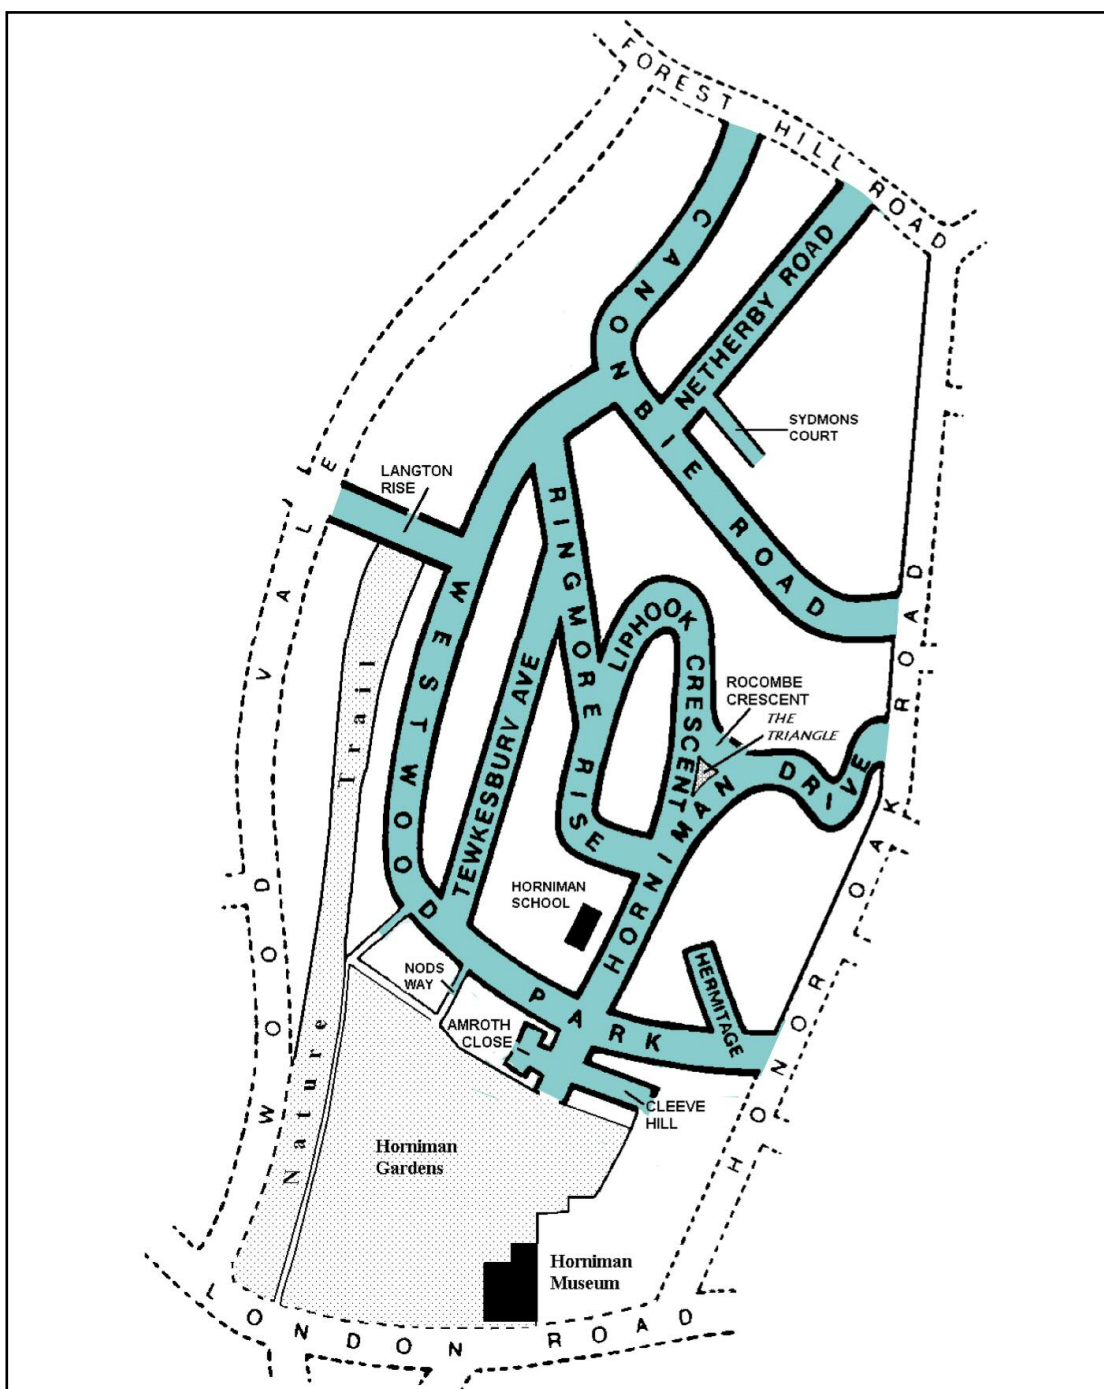 FOREST HILL ROAD
CANONBIE ROAD
NETHERBY ROAD
SYDMONS
COURT
LANGTON
RISE
WOODVALE
RINGMORE RISE
LIPHOOK CRESCENT
WESTWOOD PARK
TEWKESBURY AVE
ROCOMBE
CRESCENT
THE
TRIANGLE
HORNIMAN DRIVE
HONOR OAK ROAD
HORNIMAN
SCHOOL
HERMITAGE
NODS
WAY
AMROTH
CLOSE
CLEEVE
HILL
Nature Trail
Horniman
Gardens
Horniman
Museum
LONDON ROAD